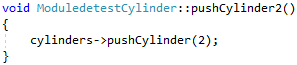 void ModuledetestCylinder::pushCylinder2()
{
    cylinders->pushCylinder(2);
}